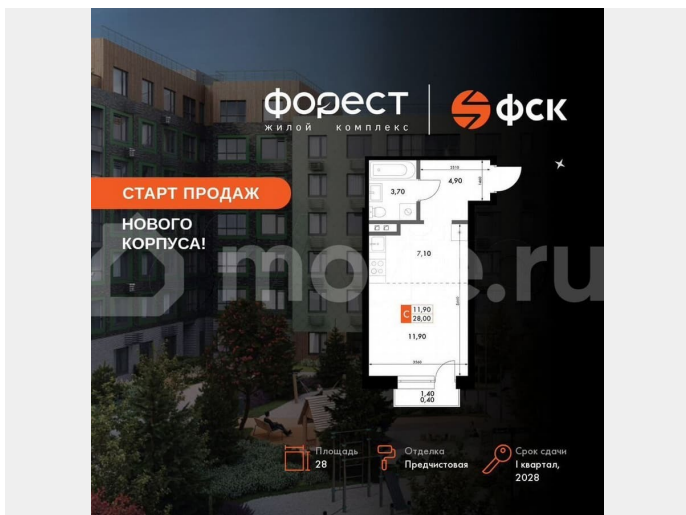 форест
жилой комплекс
ФСК
СТАРТ ПРОДАЖ
НОВОГО
КОРПУСА!
3,70
4,90
7,10
С
11,90
28,00
11,90
1,40
0,40
move.ru
Площадь
28
Отделка
Предчистовая
Срок сдачи
I квартал,
2028